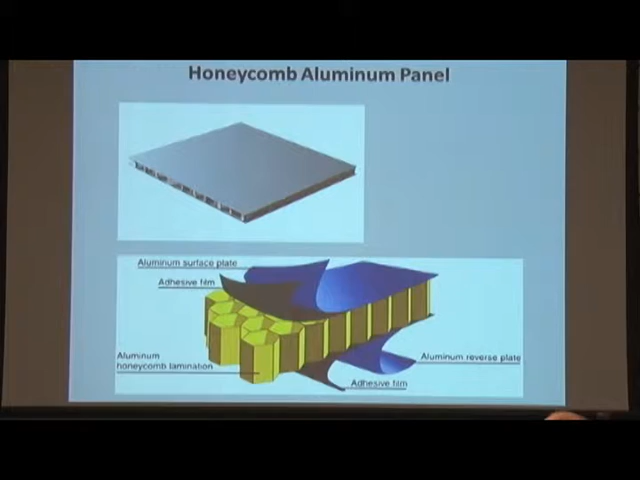 Honeycomb Aluminum Panel
Aluminum surface plate
Adhesive film
Aluminum
honeycomb lamination
Aluminum reverse plate
Adhesive film